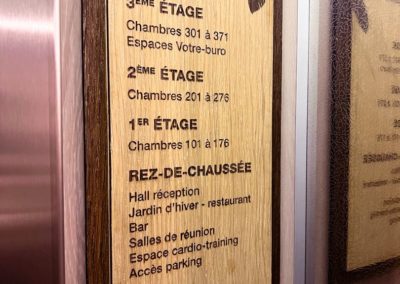 3ÈME ÉTAGE
Chambres 301 à 371
Espaces Votre-buro
2ÈME ÉTAGE
Chambres 201 à 276
1ER ÉTAGE
Chambres 101 à 176
REZ-DE-CHAUSSÉE
Hall réception
Jardin d'hiver - restaurant
Bar
Salles de réunion
Espace cardio-training
Accès parking